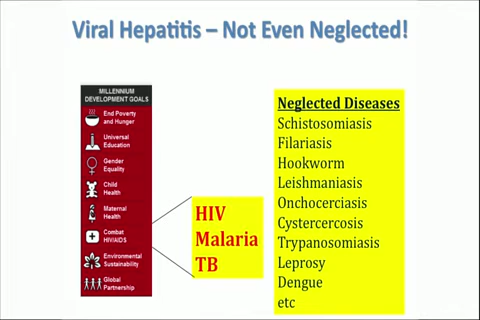 Viral Hepatitis – Not Even Neglected!
MILLENNIUM
DEVELOPMENT GOALS
End Poverty
and Hunger
Universal
Education
Gender
Equality
Child
Health
Maternal
Health
Combat
HIV/AIDS
Environmental
Sustainability
Global
Partnership
HIV
Malaria
TB
Neglected Diseases
Schistosomiasis
Filariasis
Hookworm
Leishmaniasis
Onchocerciasis
Cystercercosis
Trypanosomiasis
Leprosy
Dengue
etc